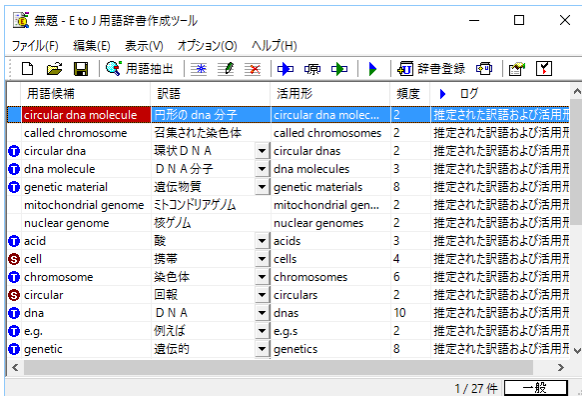 無題 - E to J 用語辞書作成ツール
ファイル(F) 編集(E) 表示(V) オプション(O) ヘルプ(H)
用語抽出 辞書登録
用語候補 訳語 活用形 頻度 ログ
circular dna molecule 円形の dna 分子 circular dna molec... 2 推定された訳語および活用形
called chromosome 召集された染色体 called chromosomes 2 推定された訳語および活用形
T circular dna 環状ＤＮＡ circular dnas 2 推定された訳語および活用形
T dna molecule ＤＮＡ分子 dna molecules 3 推定された訳語および活用形
T genetic material 遺伝物質 genetic materials 8 推定された訳語および活用形
mitochondrial genome ミトコンドリアゲノム mitochondrial gen... 2 推定された訳語および活用形
nuclear genome 核ゲノム nuclear genomes 2 推定された訳語および活用形
T acid 酸 acids 3 推定された訳語および活用形
S cell 携帯 cells 4 推定された訳語および活用形
T chromosome 染色体 chromosomes 6 推定された訳語および活用形
S circular 回報 circulars 2 推定された訳語および活用形
T dna ＤＮＡ dnas 10 推定された訳語および活用形
T e.g. 例えば e.g.s 2 推定された訳語および活用形
T genetic 遺伝的 genetics 8 推定された訳語および活用形
1 / 27 件 一般